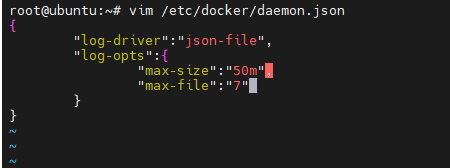 root@ubuntu:~# vim /etc/docker/daemon.json
{
"log-driver":"json-file",
"log-opts":{
"max-size":"50m",
"max-file":"7"
}
}
~
~
~